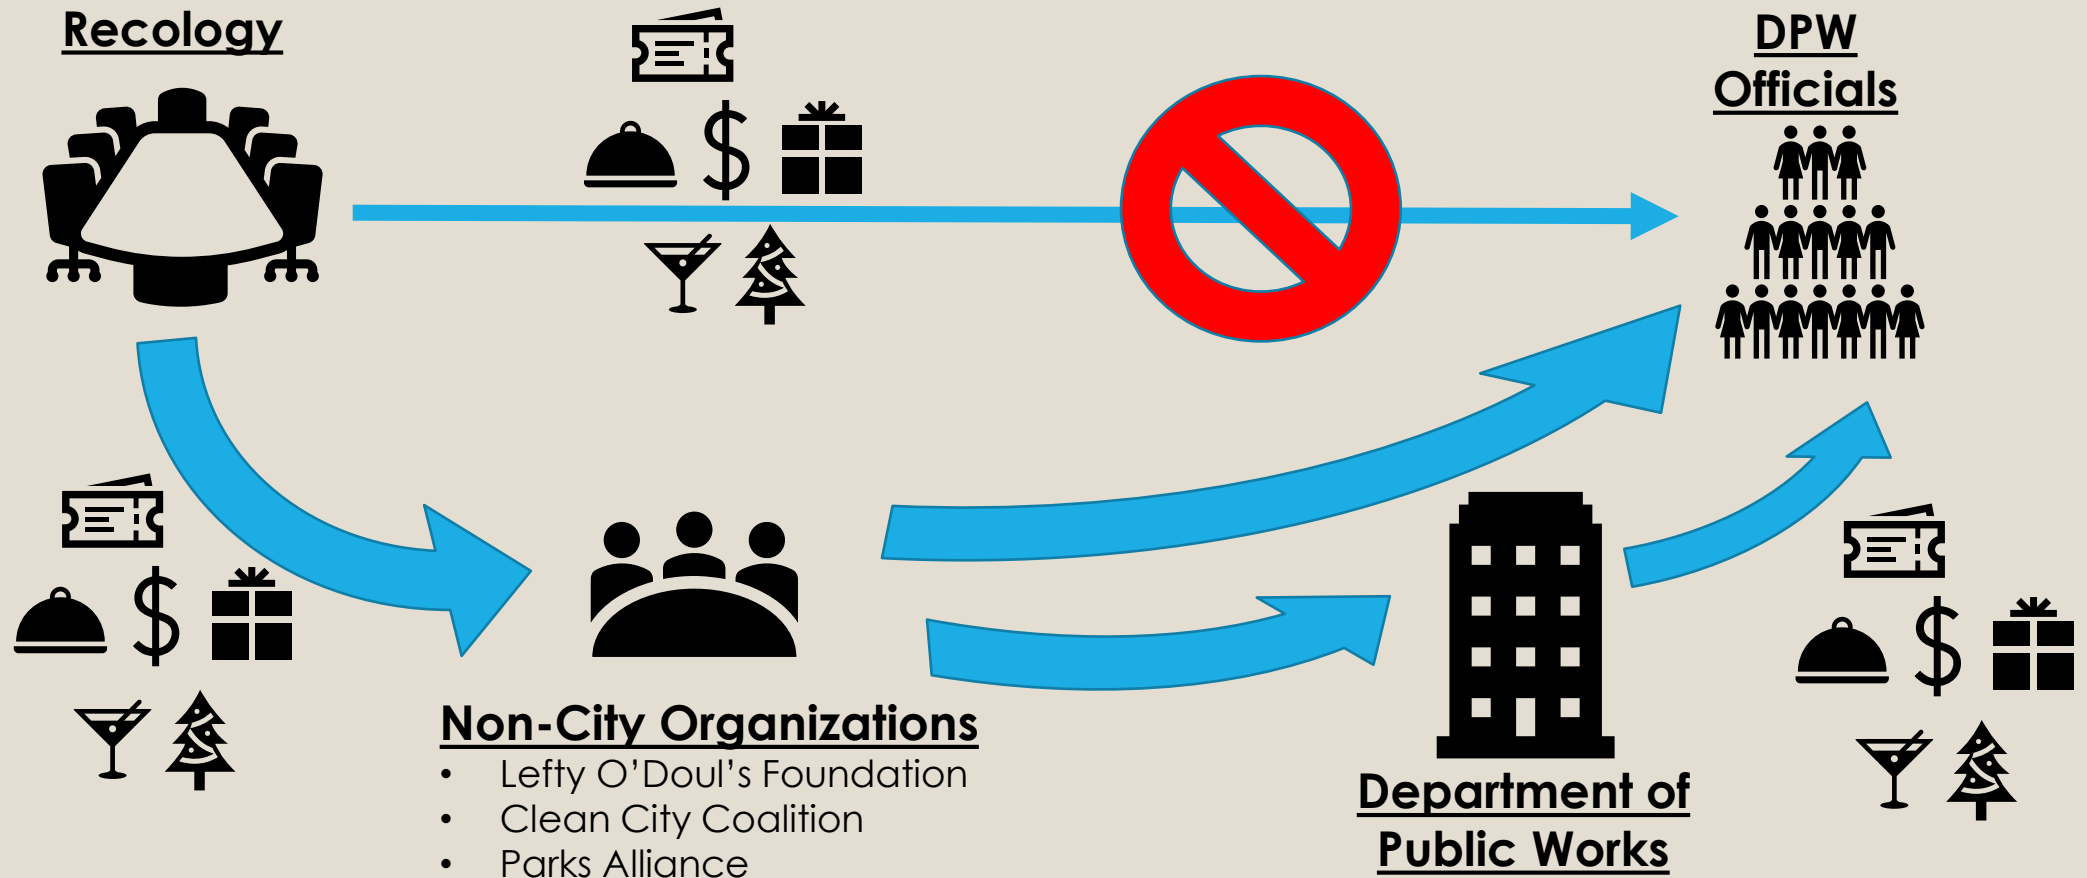 Recology
DPW
Officials
Non-City Organizations
• Lefty O’Doul’s Foundation
• Clean City Coalition
• Parks Alliance
Department of
Public Works